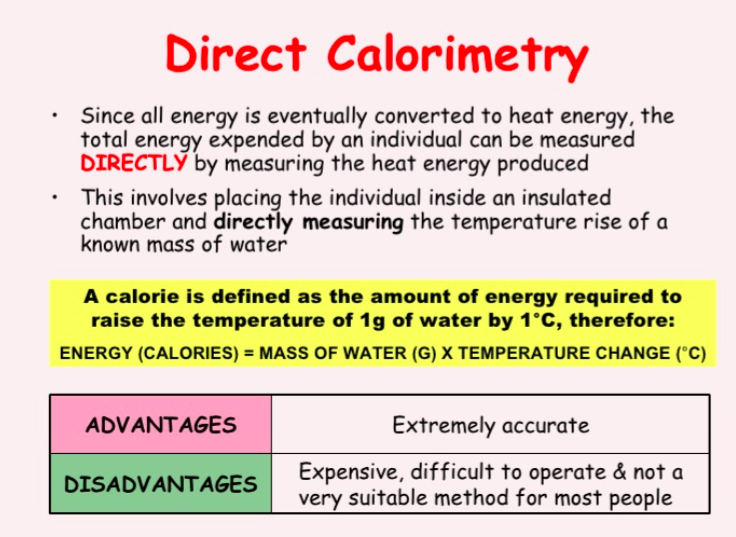 Direct Calorimetry
• Since all energy is eventually converted to heat energy, the
total energy expended by an individual can be measured
DIRECTLY by measuring the heat energy produced
• This involves placing the individual inside an insulated
chamber and directly measuring the temperature rise of a
known mass of water
A calorie is defined as the amount of energy required to
raise the temperature of 1g of water by 1°C, therefore:
ENERGY (CALORIES) = MASS OF WATER (G) X TEMPERATURE CHANGE (°C)
ADVANTAGES
Extremely accurate
DISADVANTAGES
Expensive, difficult to operate & not a
very suitable method for most people